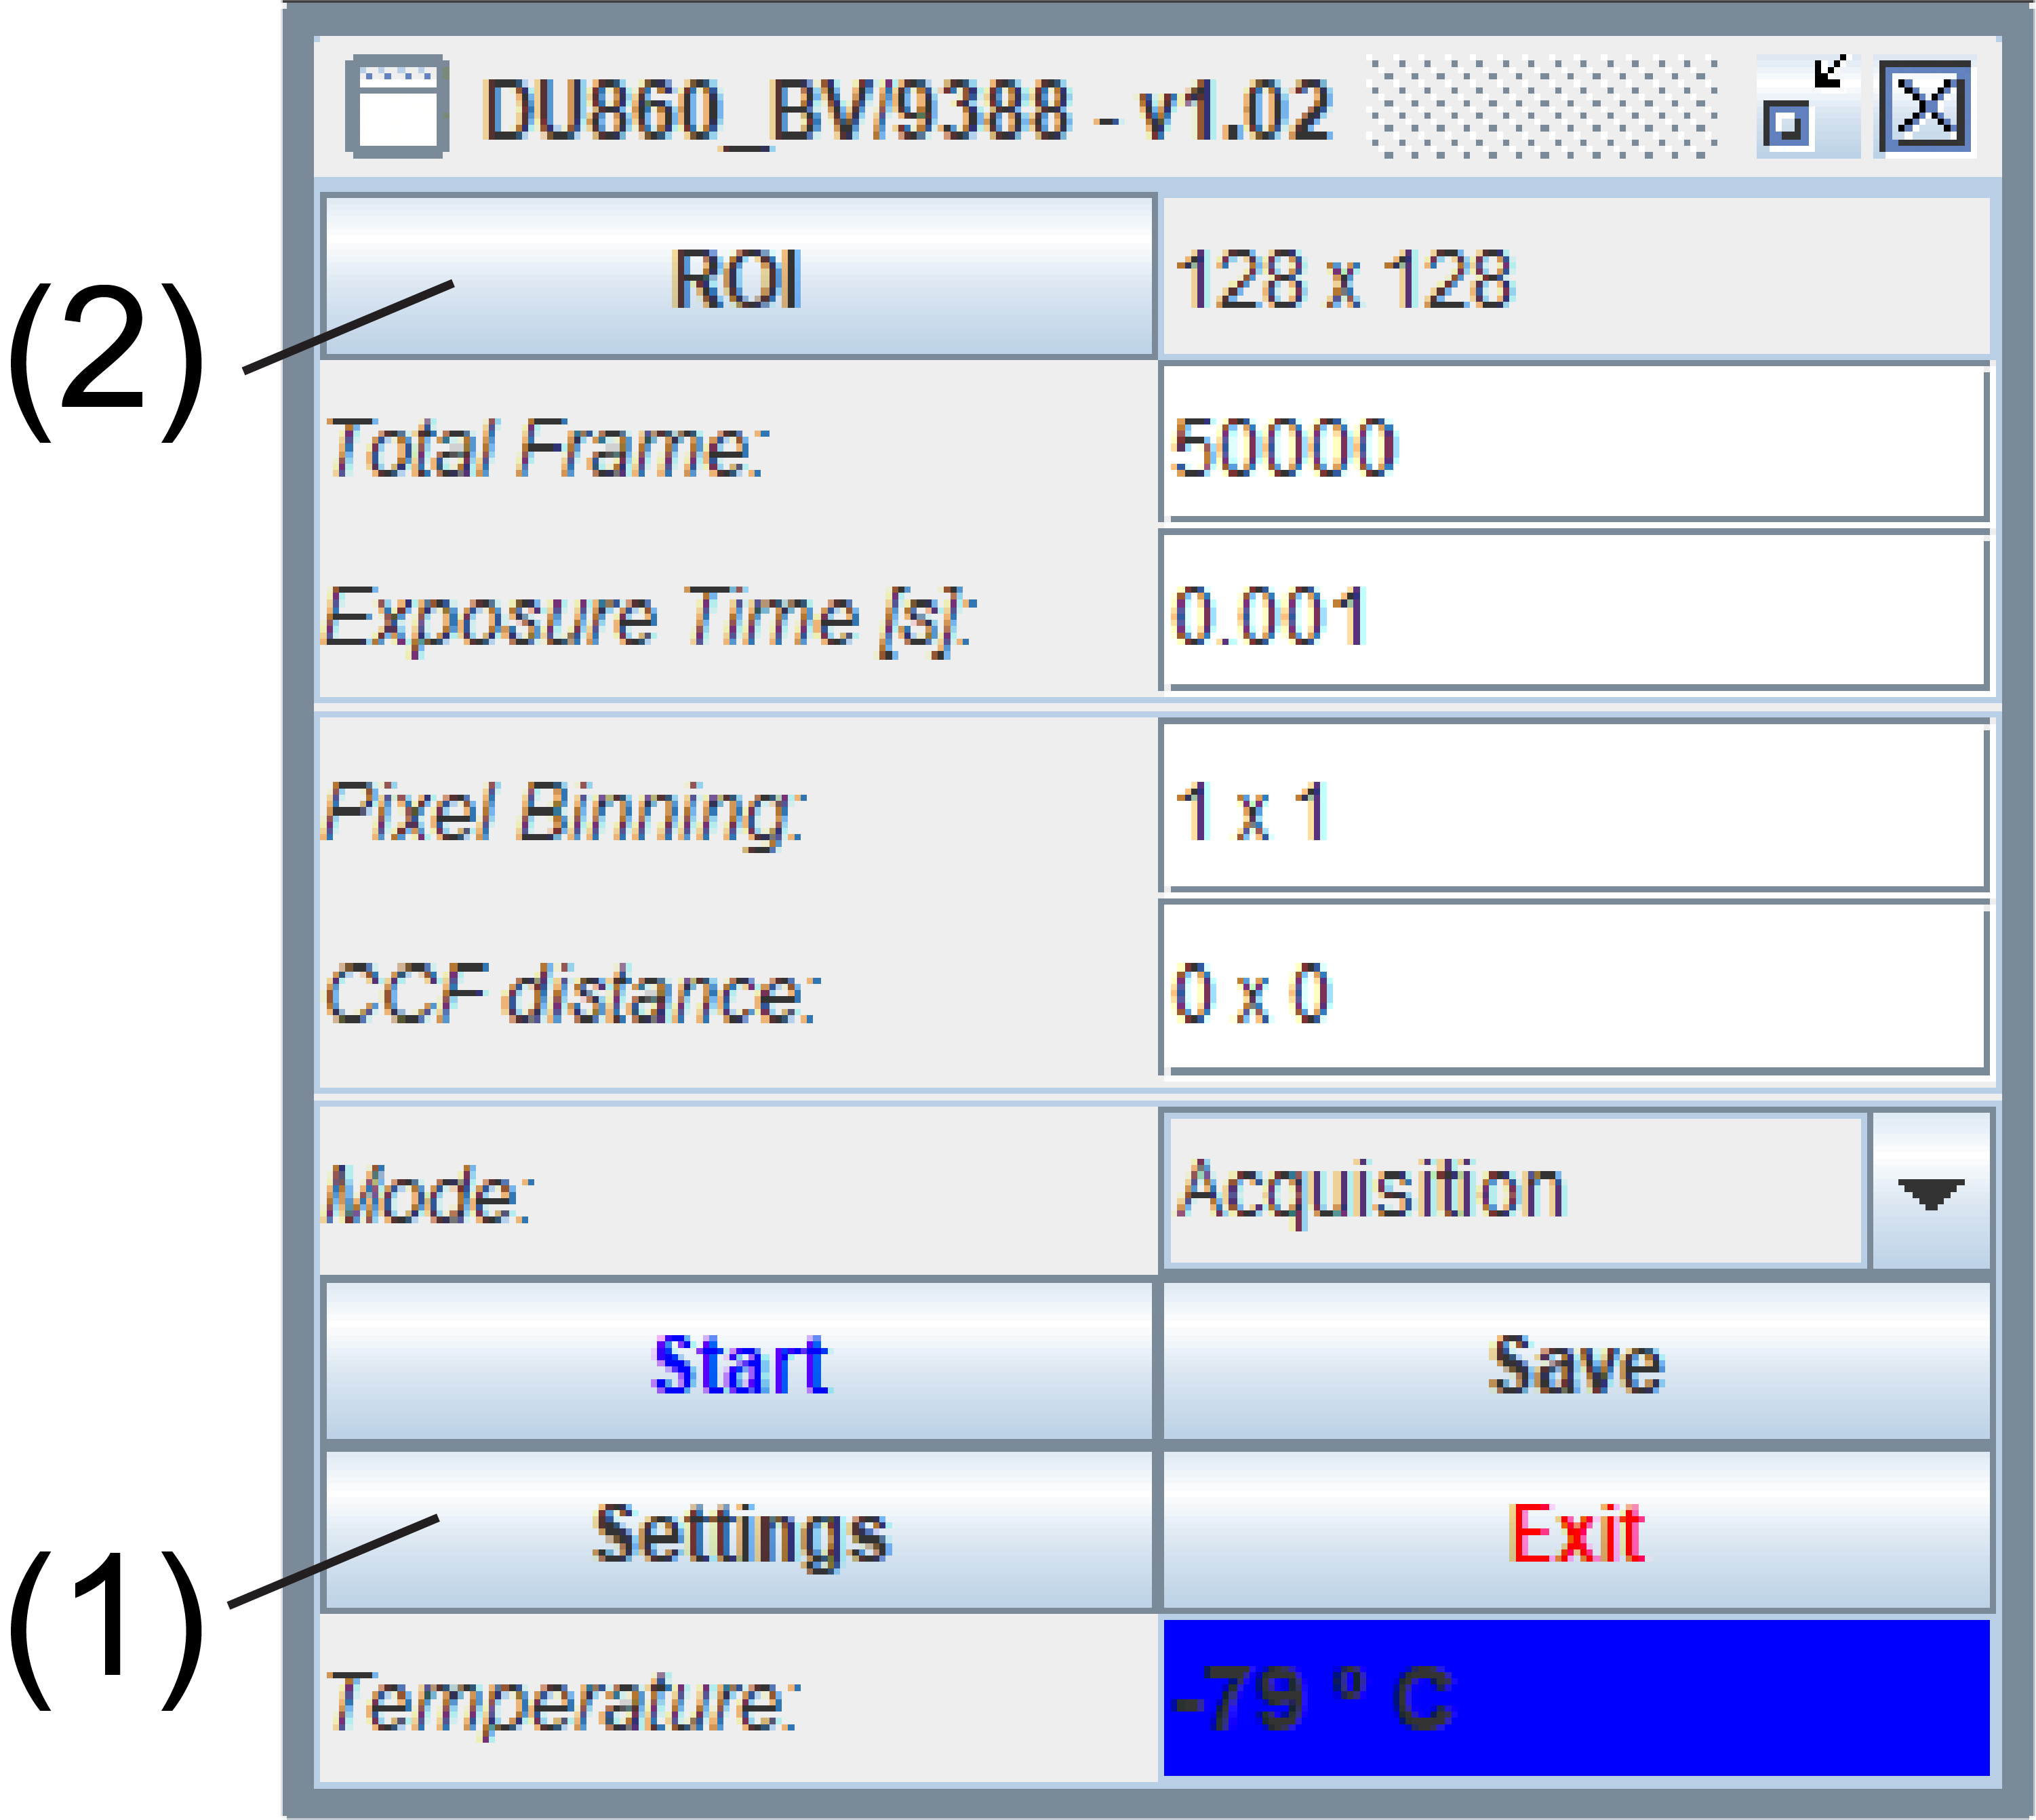 DU860_BV/9388 - v1.02
(2) ROI 128 x 128
Total Frame: 50000
Exposure Time [s]: 0.001
Pixel Binning: 1 x 1
CCF distance: 0 x 0
Mode: Acquisition
Start Save
(1) Settings Exit
Temperature: -79 ° C